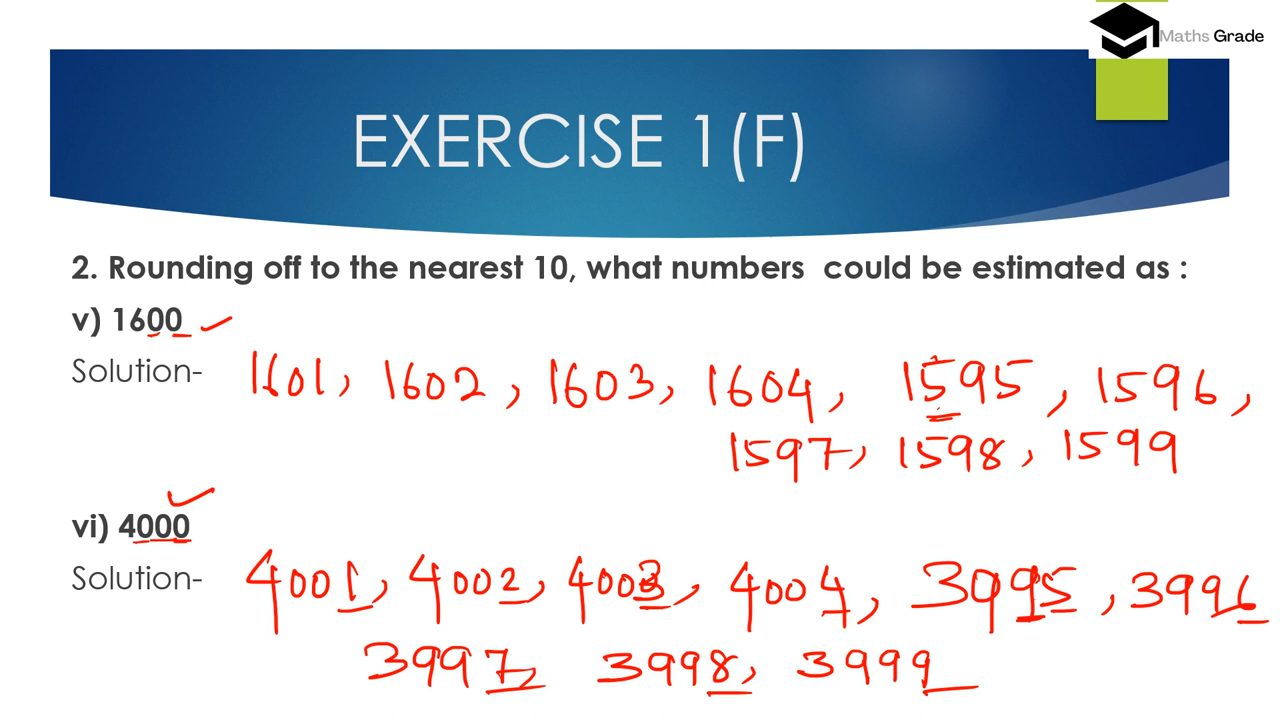 Maths Grade
EXERCISE 1(F)
2. Rounding off to the nearest 10, what numbers could be estimated as :
v) 1600
Solution- 1601, 1602, 1603, 1604, 1595, 1596,
1597, 1598, 1599
vi) 4000
Solution- 4001, 4002, 4003, 4004, 3995, 3996
3997, 3998, 3999